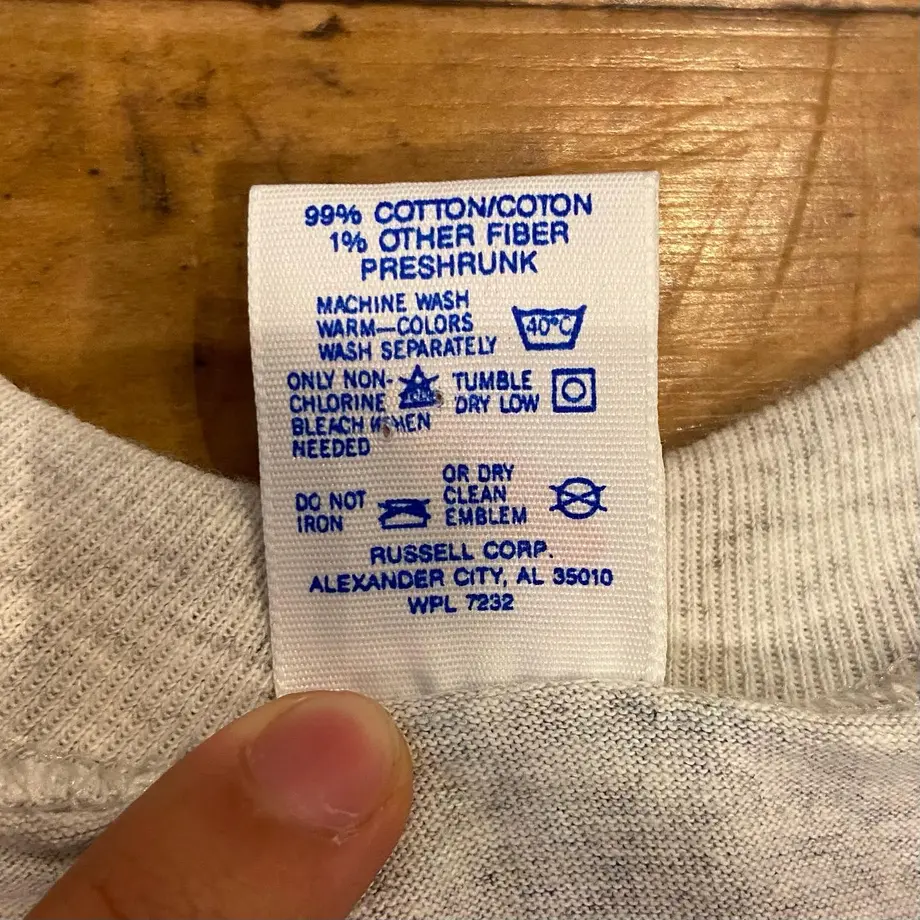 99% COTTON/COTON
1% OTHER FIBER
PRESHRUNK
MACHINE WASH
WARM—COLORS
WASH SEPARATELY
40°C
ONLY NON-
CHLORINE
BLEACH WHEN
NEEDED
TUMBLE
DRY LOW
DO NOT
IRON
OR DRY
CLEAN
EMBLEM
RUSSELL CORP.
ALEXANDER CITY, AL 35010
WPL 7232